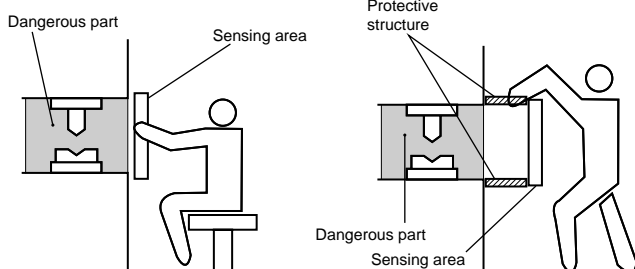 Dangerous part
Sensing area
Protective
structure
Dangerous part
Sensing area